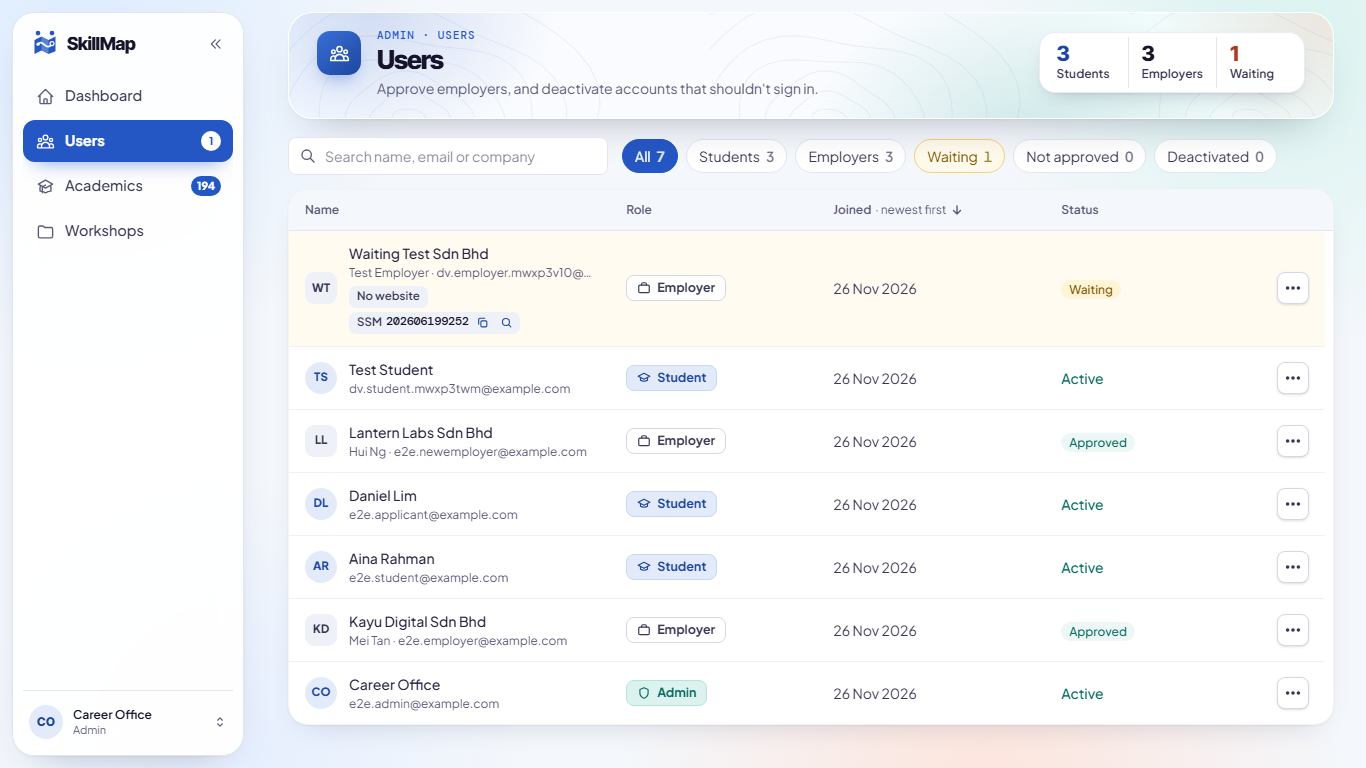 SkillMap
Dashboard
Users 1
Academics 194
Workshops
CO
Career Office
Admin
ADMIN · USERS
Users
Approve employers, and deactivate accounts that shouldn't sign in.
3 Students
3 Employers
1 Waiting
Search name, email or company
All 7
Students 3
Employers 3
Waiting 1
Not approved 0
Deactivated 0
Name Role Joined · newest first Status
WT
Waiting Test Sdn Bhd
Test Employer · dv.employer.mwxp3v10@...
No website
SSM 202606199252
Employer 26 Nov 2026 Waiting
TS
Test Student
dv.student.mwxp3twm@example.com
Student 26 Nov 2026 Active
LL
Lantern Labs Sdn Bhd
Hui Ng · e2e.newemployer@example.com
Employer 26 Nov 2026 Approved
DL
Daniel Lim
e2e.applicant@example.com
Student 26 Nov 2026 Active
AR
Aina Rahman
e2e.student@example.com
Student 26 Nov 2026 Active
KD
Kayu Digital Sdn Bhd
Mei Tan · e2e.employer@example.com
Employer 26 Nov 2026 Approved
CO
Career Office
e2e.admin@example.com
Admin 26 Nov 2026 Active